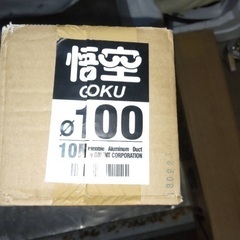 悟空
GOKU
ø100
10M
Aluminum Duct
CORPORATION